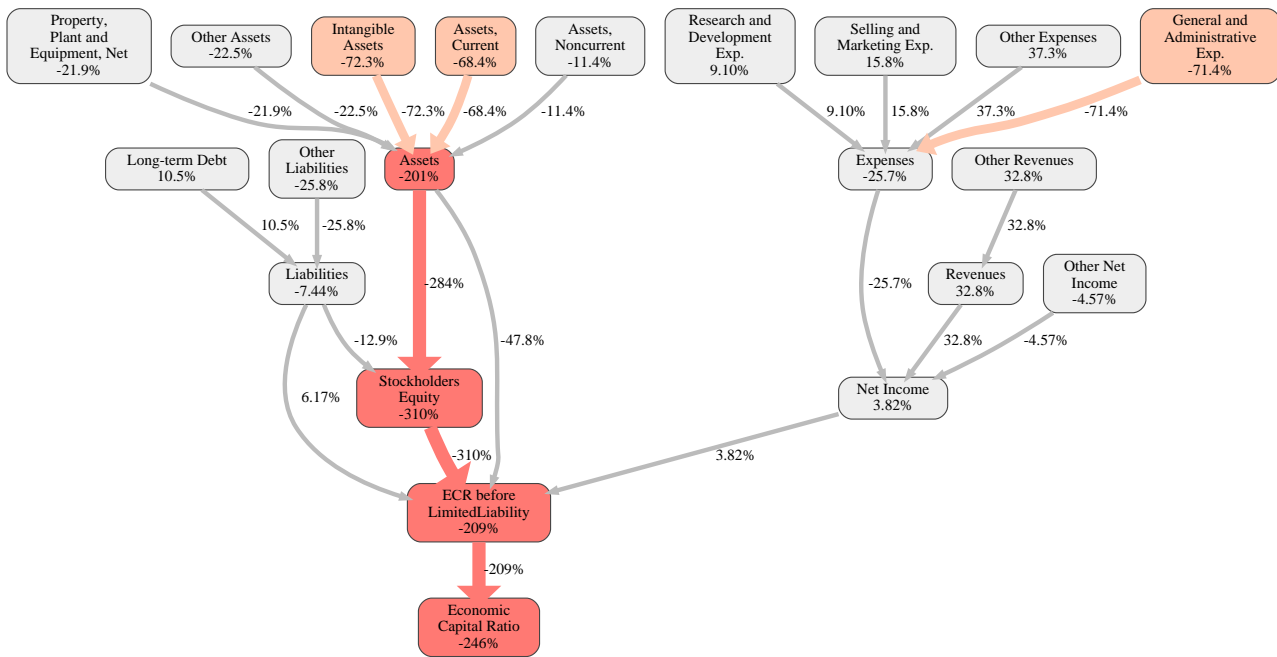 Property,
Plant and
Equipment, Net
-21.9%
Other Assets
-22.5%
Intangible
Assets
-72.3%
Assets,
Current
-68.4%
Assets,
Noncurrent
-11.4%
Research and
Development Exp.
9.10%
Selling and
Marketing Exp.
15.8%
Other Expenses
37.3%
General and
Administrative
Exp.
-71.4%
-21.9%
-22.5%
-72.3%
-68.4%
-11.4%
9.10%
15.8%
37.3%
-71.4%
Long-term Debt
10.5%
Other
Liabilities
-25.8%
Assets
-201%
Expenses
-25.7%
Other Revenues
32.8%
10.5%
-25.8%
32.8%
Liabilities
-7.44%
-284%
-25.7%
Revenues
32.8%
Other Net
Income
-4.57%
-12.9%
-47.8%
32.8%
-4.57%
6.17%
Stockholders
Equity
-310%
Net Income
3.82%
-310%
3.82%
ECR before
LimitedLiability
-209%
-209%
Economic
Capital Ratio
-246%